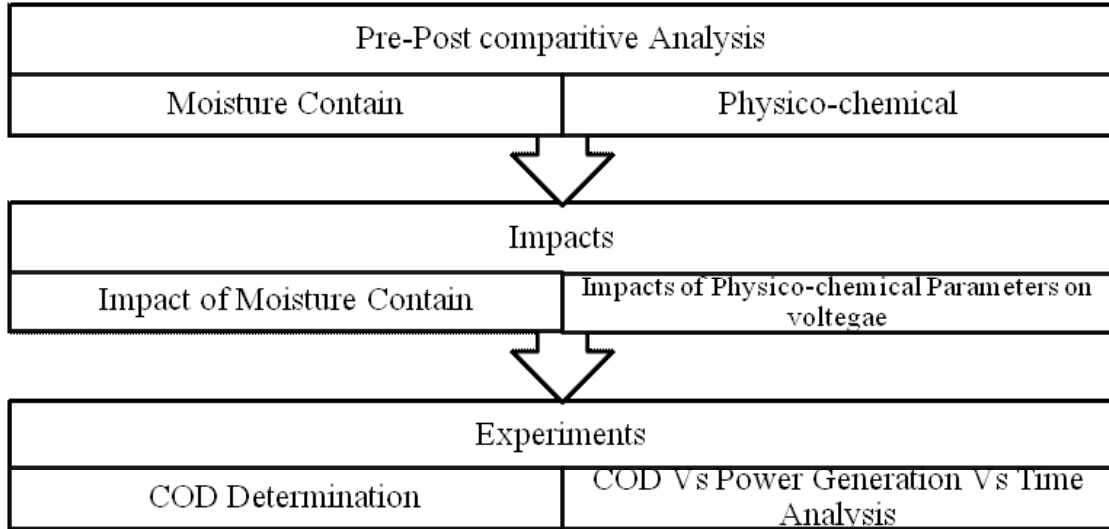 Pre-Post comparitive Analysis
Moisture Contain
Physico-chemical
Impacts
Impact of Moisture Contain
Impacts of Physico-chemical Parameters on
voltegae
Experiments
COD Determination
COD Vs Power Generation Vs Time
Analysis